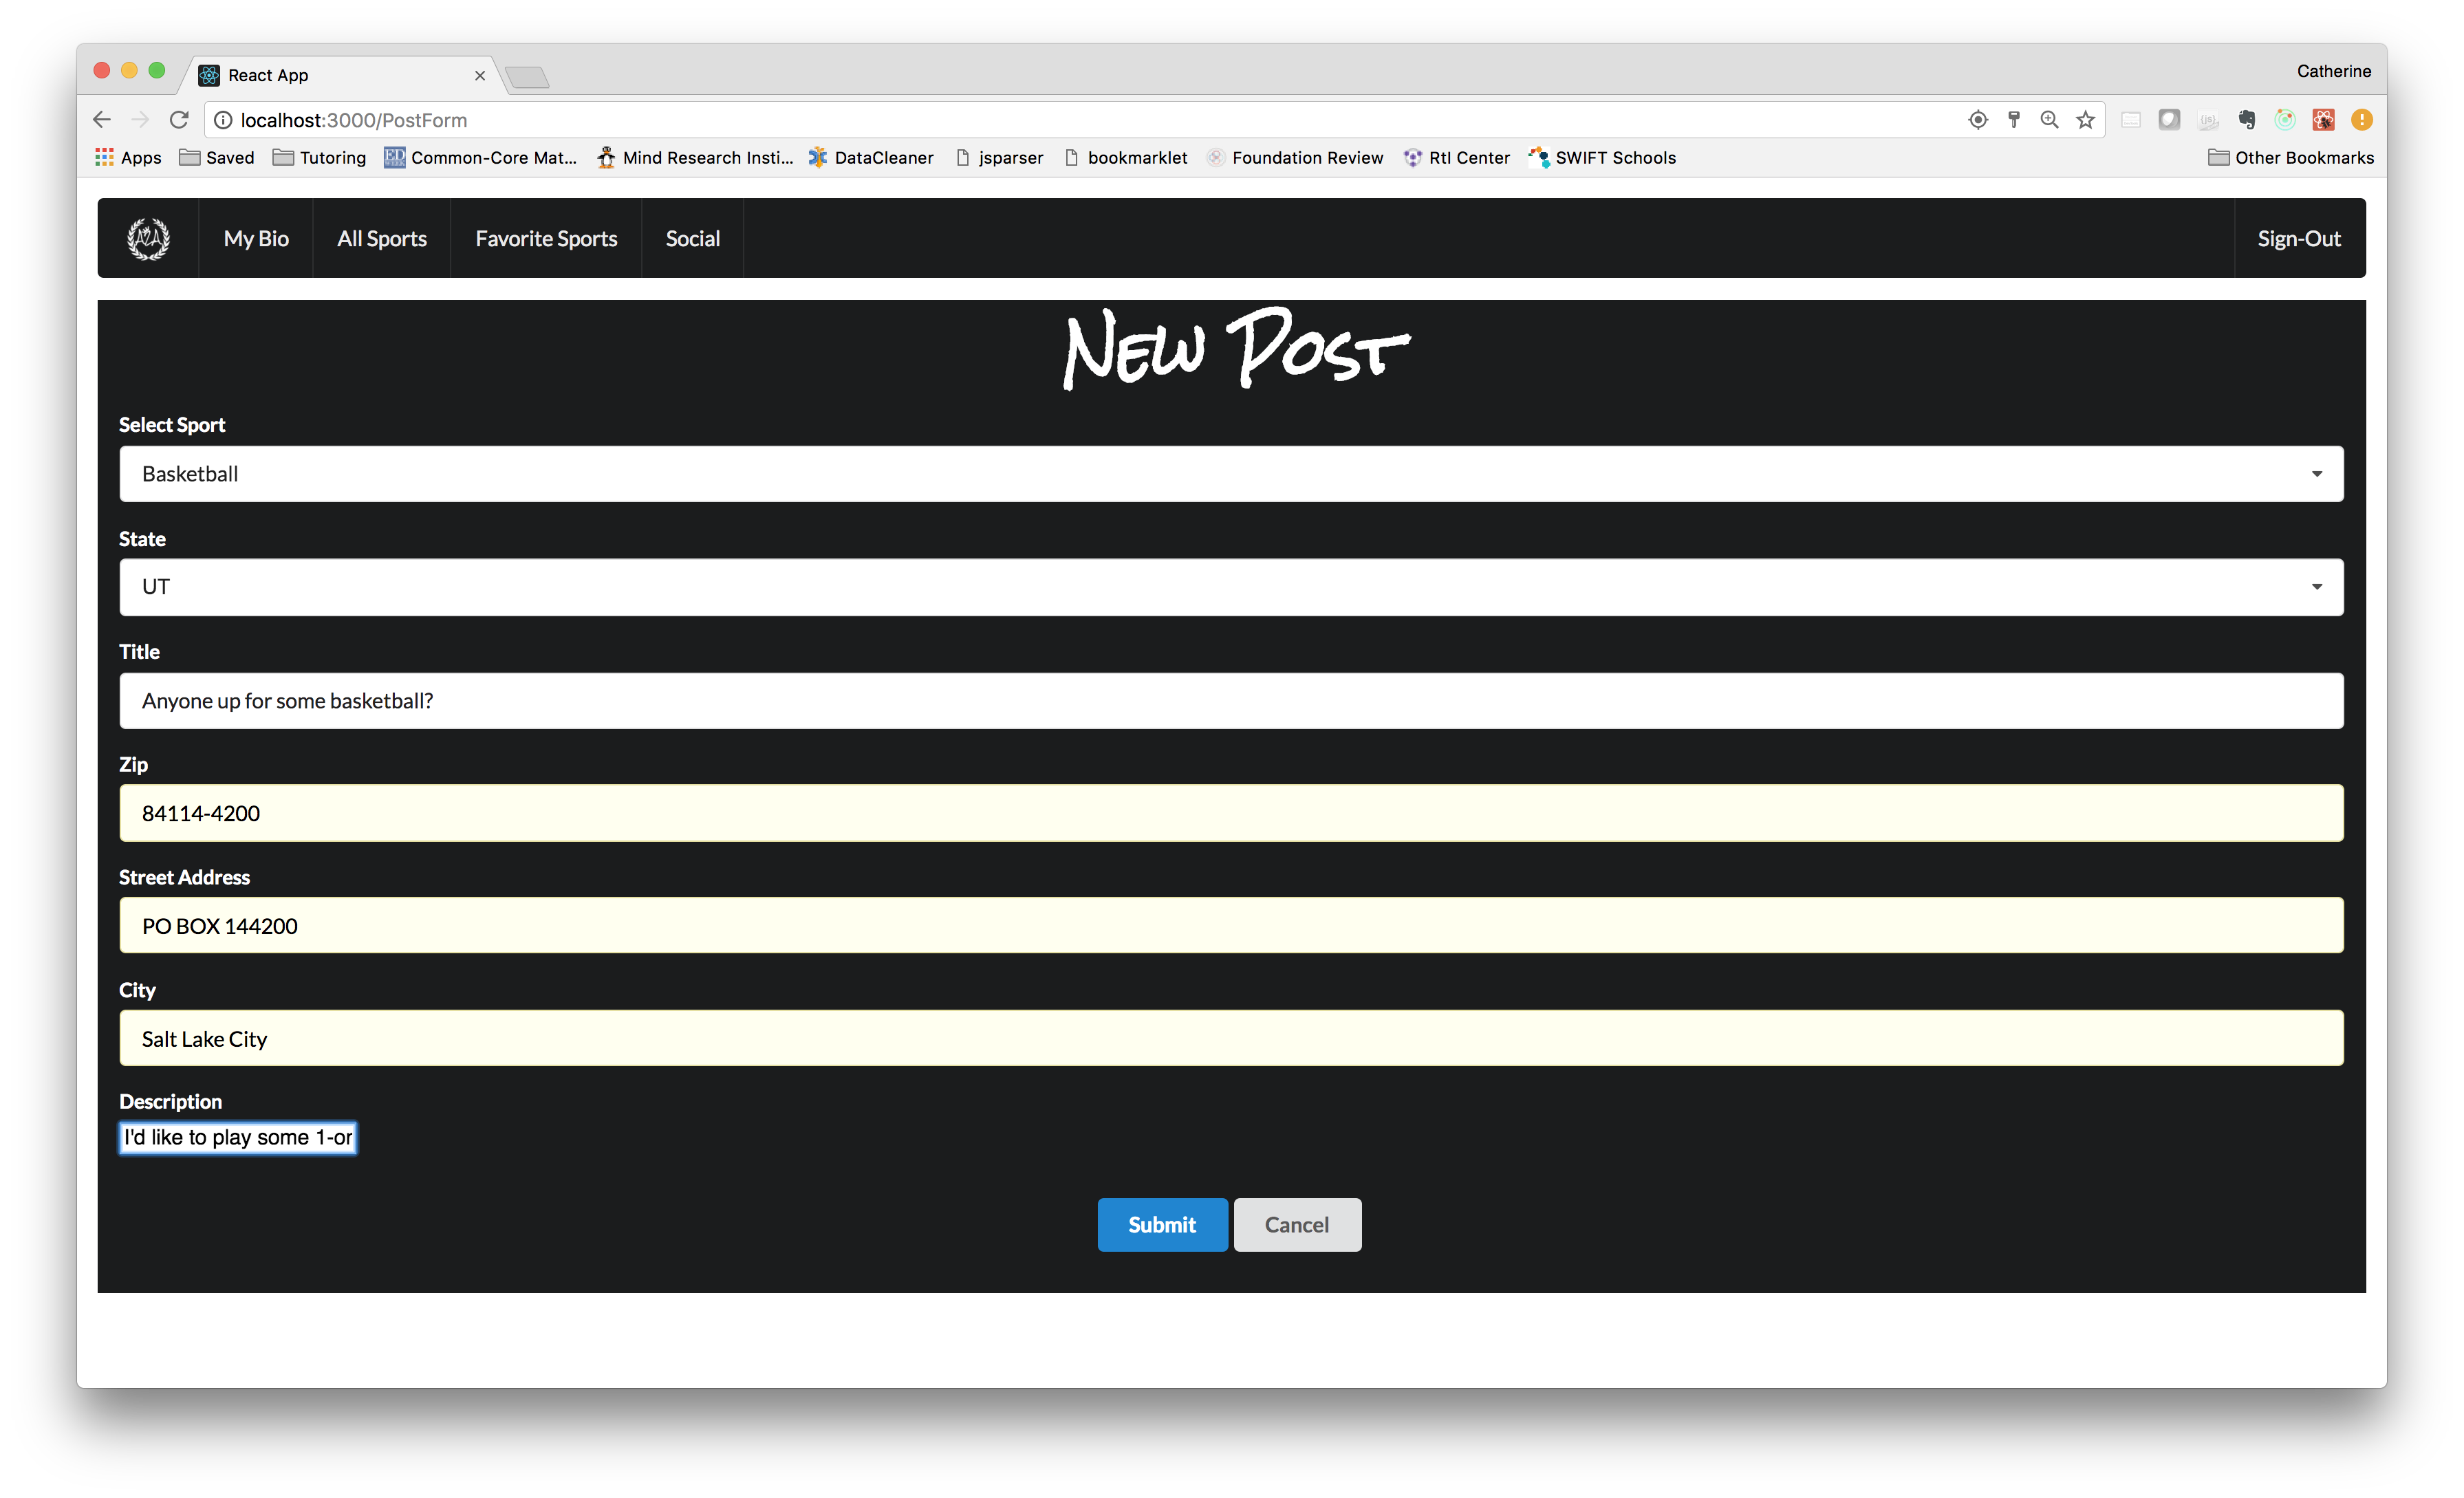 React App
Catherine
localhost:3000/PostForm
Apps Saved Tutoring Common-Core Mat... Mind Research Insti... DataCleaner jsparser bookmarklet Foundation Review RtI Center SWIFT Schools Other Bookmarks
A2A My Bio All Sports Favorite Sports Social Sign-Out
New Post
Select Sport
Basketball
State
UT
Title
Anyone up for some basketball?
Zip
84114-4200
Street Address
PO BOX 144200
City
Salt Lake City
Description
I'd like to play some 1-or
Submit Cancel